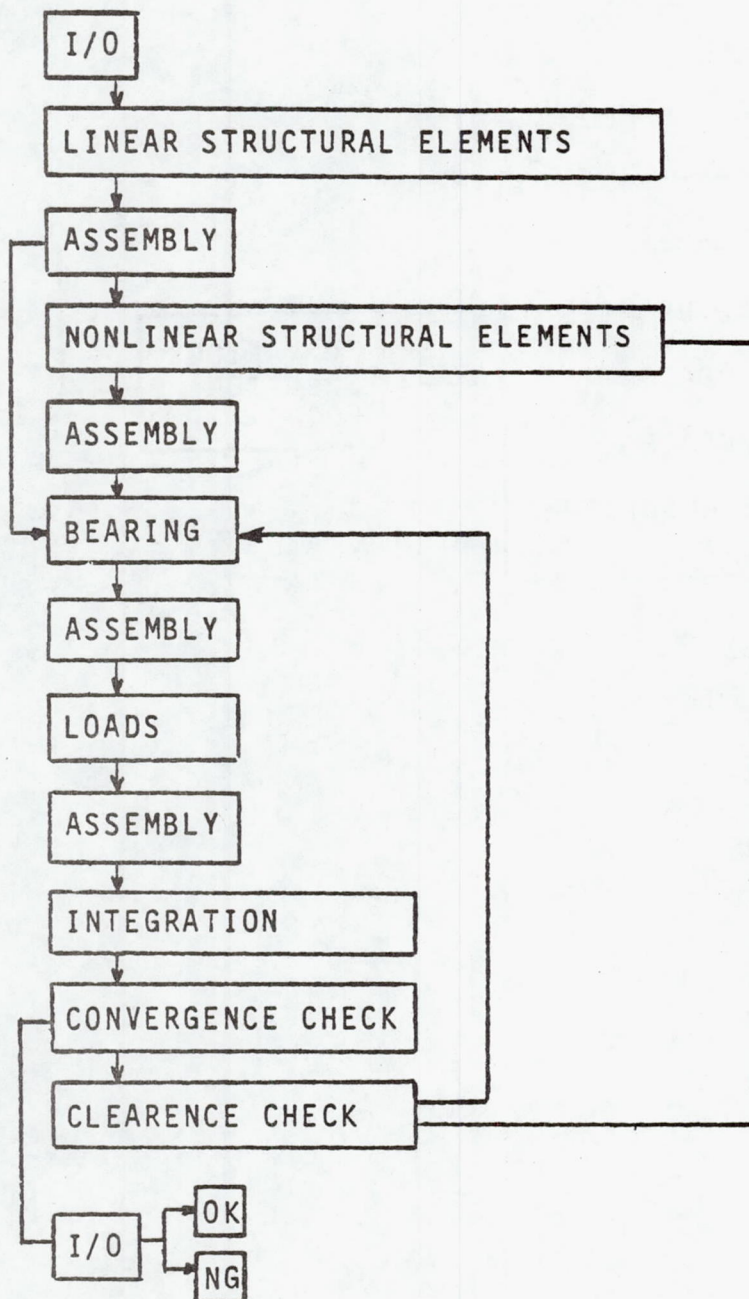 I/O
LINEAR STRUCTURAL ELEMENTS
ASSEMBLY
NONLINEAR STRUCTURAL ELEMENTS
ASSEMBLY
BEARING
ASSEMBLY
LOADS
ASSEMBLY
INTEGRATION
CONVERGENCE CHECK
CLEARENCE CHECK
OK
I/O
NG